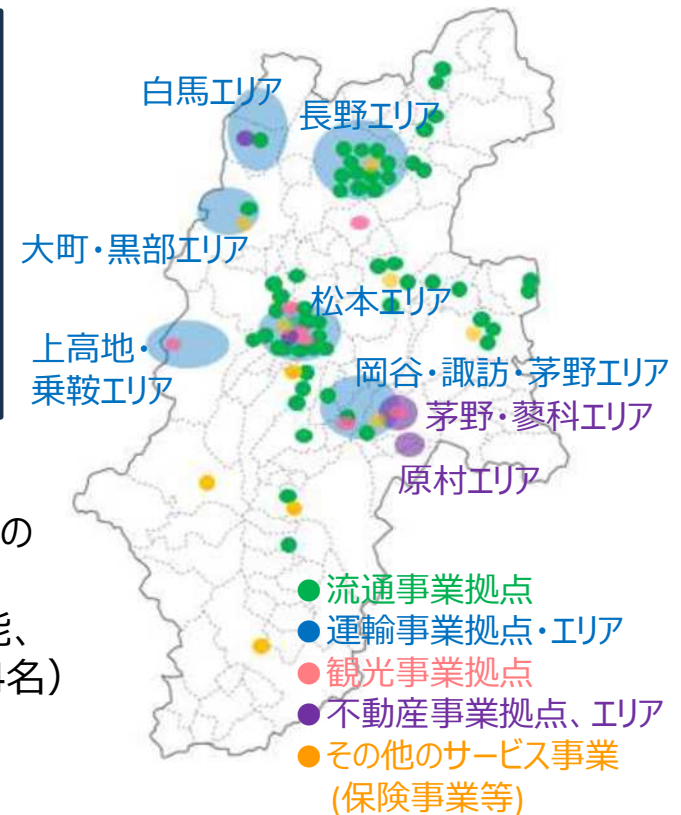 白馬エリア
長野エリア
大町・黒部エリア
松本エリア
上高地・
乗鞍エリア
岡谷・諏訪・茅野エリア
茅野・蓼科エリア
原村エリア
の
能、
4名）
●流通事業拠点
●運輸事業拠点・エリア
●観光事業拠点
●不動産事業拠点、エリア
●その他のサービス事業
(保険事業等)